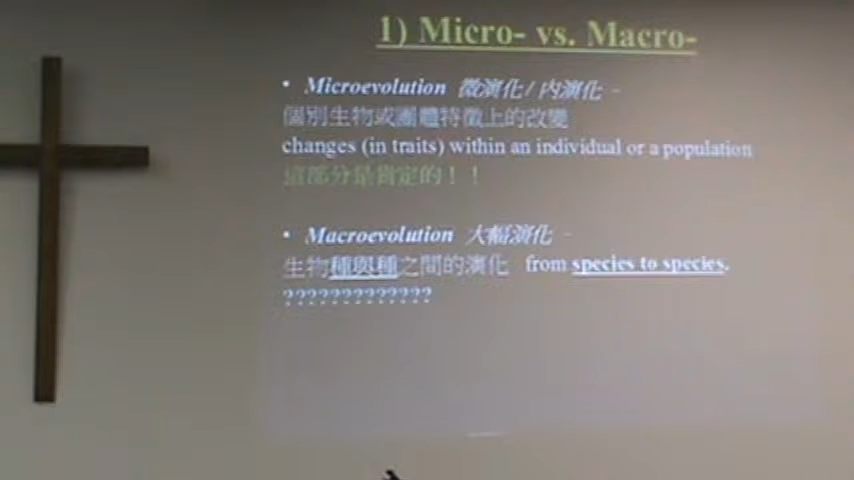 1) Micro- vs. Macro-
• Microevolution 微演化/內演化 -
個別生物或團體特徵上的改變
changes (in traits) within an individual or a population
這部分是肯定的！！
• Macroevolution 大幅演化 -
生物種與種之間的演化 from species to species.
?????????????